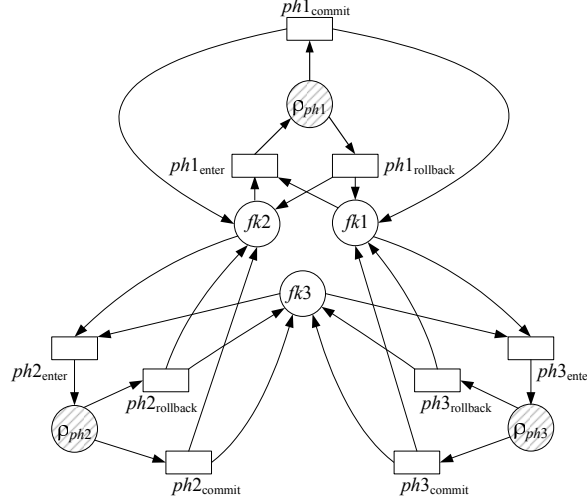 ph1commit
ρph1
ph1enter
ph1rollback
fk2
fk1
fk3
ph2enter
ph3ente
ph2rollback
ph3rollback
ρph2
ρph3
ph2commit
ph3commit